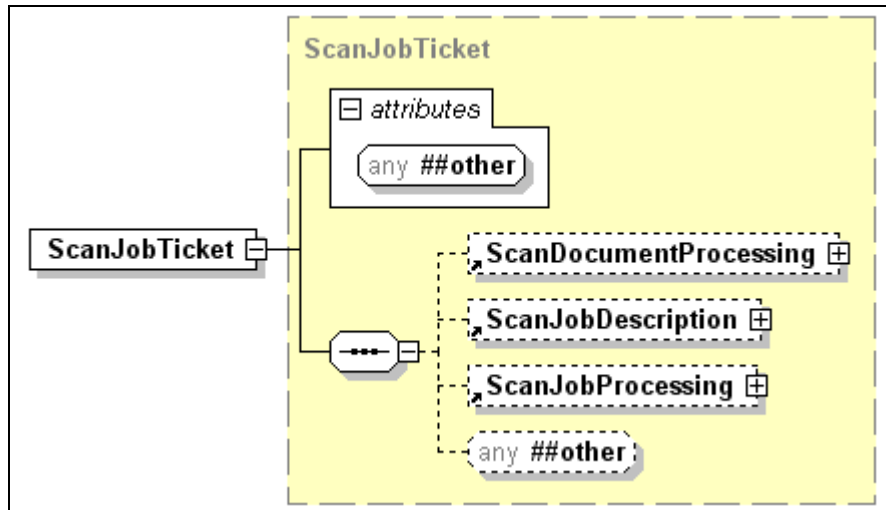 ScanJobTicket
attributes
any ##other
ScanJobTicket
ScanDocumentProcessing
ScanJobDescription
ScanJobProcessing
any ##other